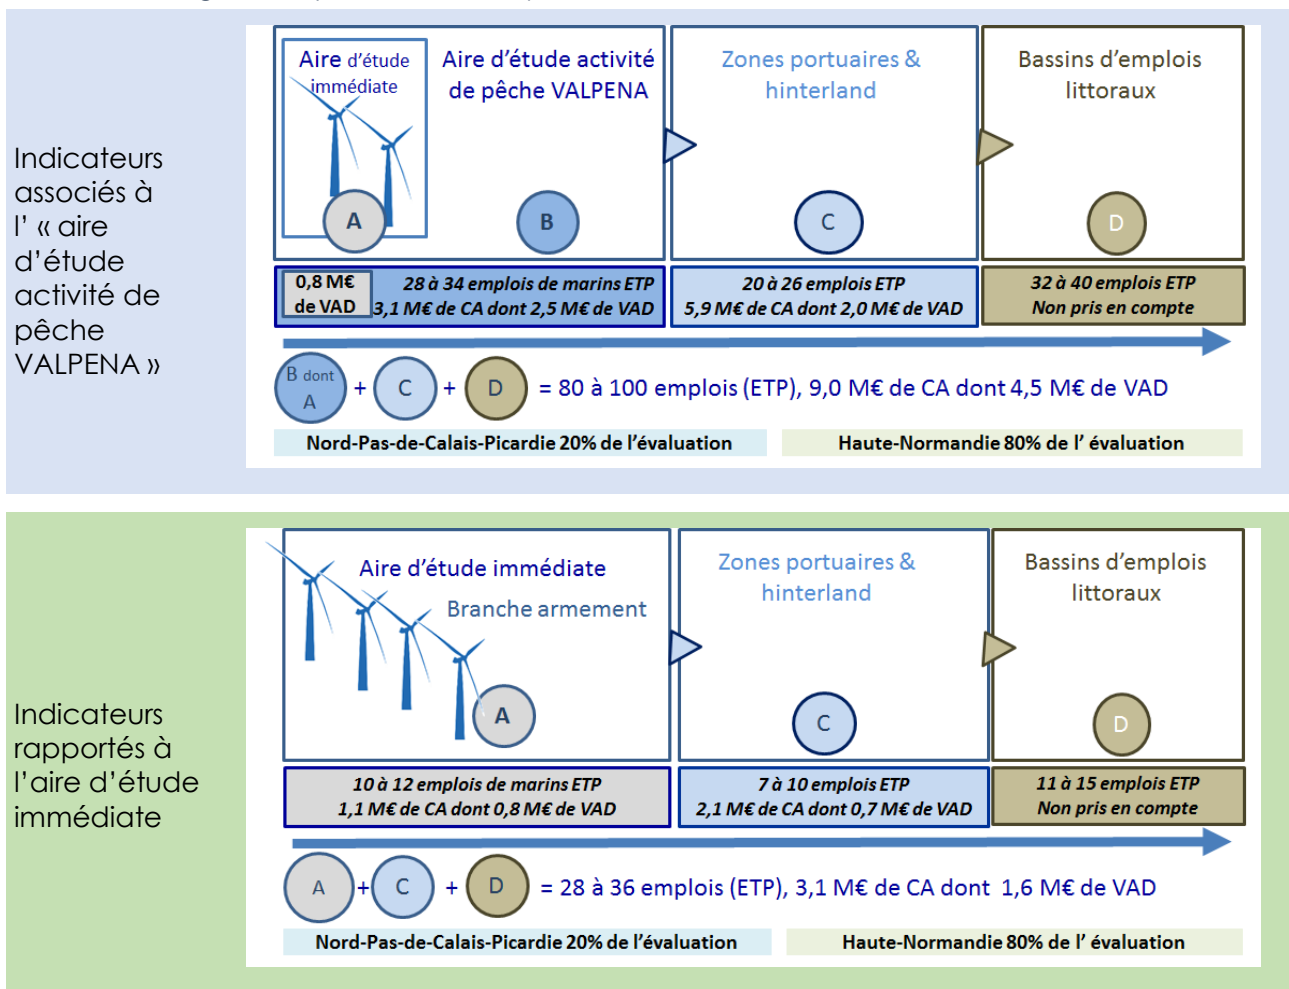 Indicateurs
associés à
l' « aire
d'étude
activité de
pêche
VALPENA »
Aire d'étude
immédiate
A
Aire d'étude activité
de pêche VALPENA
B
Zones portuaires &
hinterland
C
Bassins d'emplois
littoraux
D
0,8 M€
de VAD
28 à 34 emplois de marins ETP
3,1 M€ de CA dont 2,5 M€ de VAD
20 à 26 emplois ETP
5,9 M€ de CA dont 2,0 M€ de VAD
32 à 40 emplois ETP
Non pris en compte
B dont
A
+ C + D = 80 à 100 emplois (ETP), 9,0 M€ de CA dont 4,5 M€ de VAD
Nord-Pas-de-Calais-Picardie 20% de l'évaluation
Haute-Normandie 80% de l' évaluation
Indicateurs
rapportés à
l'aire d'étude
immédiate
Aire d'étude immédiate
Branche armement
A
Zones portuaires &
hinterland
C
Bassins d'emplois
littoraux
D
10 à 12 emplois de marins ETP
1,1 M€ de CA dont 0,8 M€ de VAD
7 à 10 emplois ETP
2,1 M€ de CA dont 0,7 M€ de VAD
11 à 15 emplois ETP
Non pris en compte
A + C + D = 28 à 36 emplois (ETP), 3,1 M€ de CA dont 1,6 M€ de VAD
Nord-Pas-de-Calais-Picardie 20% de l'évaluation
Haute-Normandie 80% de l' évaluation